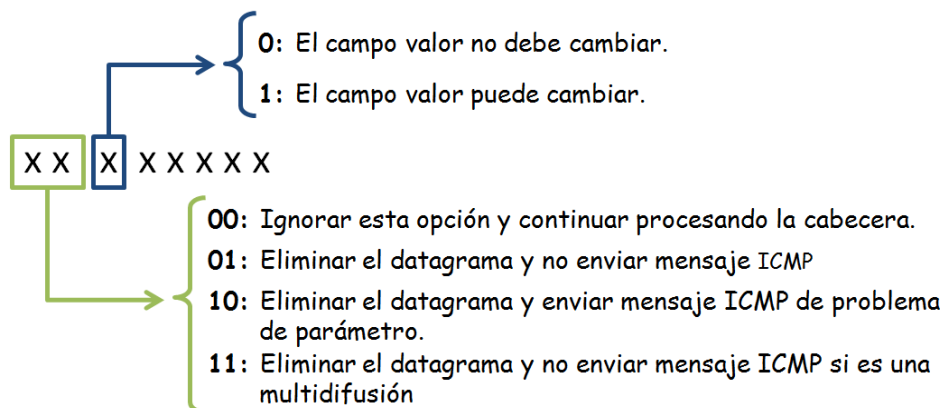 0: El campo valor no debe cambiar.
1: El campo valor puede cambiar.
X X X X X X X X
00: Ignorar esta opción y continuar procesando la cabecera.
01: Eliminar el datagrama y no enviar mensaje ICMP
10: Eliminar el datagrama y enviar mensaje ICMP de problema
de parámetro.
11: Eliminar el datagrama y no enviar mensaje ICMP si es una
multidifusión